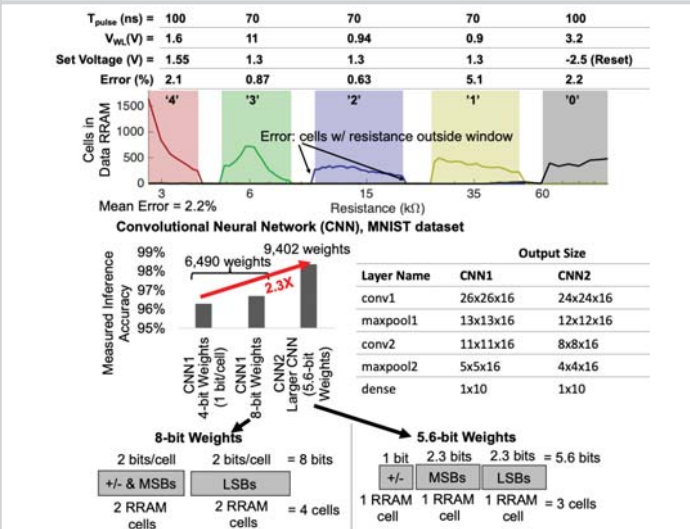 Tpulse (ns) = 100 70 70 70 100
VWL(V) = 1.6 11 0.94 0.9 3.2
Set Voltage (V) = 1.55 1.3 1.3 1.3 -2.5 (Reset)
Error (%) 2.1 0.87 0.63 5.1 2.2
'4' '3' '2' '1' '0'
Cells in
Data RRAM
1500
1000
500
0
Error: cells w/ resistance outside window
3 6 15 35 60
Mean Error = 2.2%
Resistance (kΩ)
Convolutional Neural Network (CNN), MNIST dataset
Measured Inference
Accuracy
99%
98%
97%
96%
95%
6,490 weights
9,402 weights
2.3X
CNN1
4-bit Weights
(1 bit/cell)
CNN1
8-bit Weights
CNN2
Larger CNN
(5.6-bit
Weights)
Output Size
Layer Name CNN1 CNN2
conv1 26x26x16 24x24x16
maxpool1 13x13x16 12x12x16
conv2 11x11x16 8x8x16
maxpool2 5x5x16 4x4x16
dense 1x10 1x10
8-bit Weights
2 bits/cell 2 bits/cell = 8 bits
+/- & MSBs LSBs
2 RRAM
cells
2 RRAM
cells
= 4 cells
5.6-bit Weights
1 bit 2.3 bits 2.3 bits = 5.6 bits
+/- MSBs LSBs
1 RRAM
cell
1 RRAM
cell
1 RRAM
cell
= 3 cells